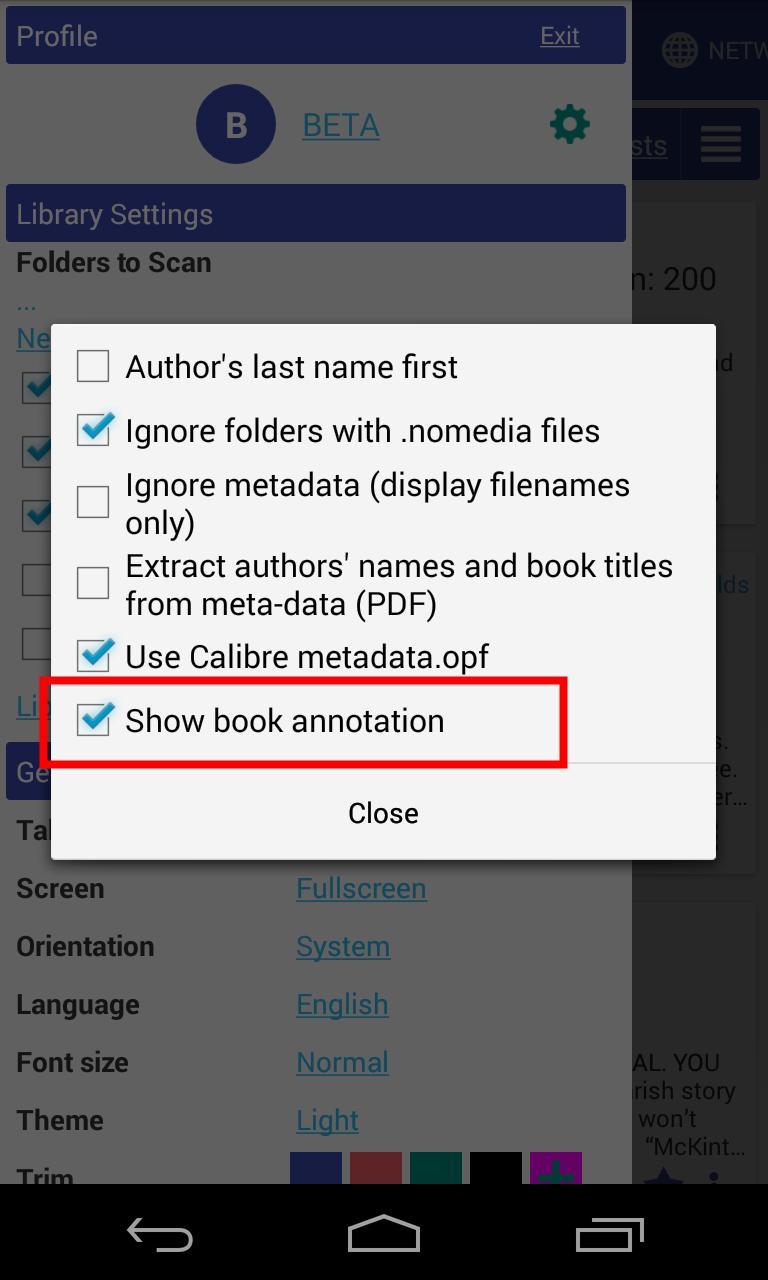 Profile
Exit
NETW
B
BETA
sts
Library Settings
Folders to Scan
n: 200
...
Ne
Author's last name first
Ignore folders with .nomedia files
Ignore metadata (display filenames
only)
Extract authors' names and book titles
from meta-data (PDF)
lds
Use Calibre metadata.opf
Show book annotation
Ge
Close
Screen
Fullscreen
Orientation
System
Language
English
Font size
Normal
AL. YOU
rish story
Theme
Light
won't
"McKint...
Trim